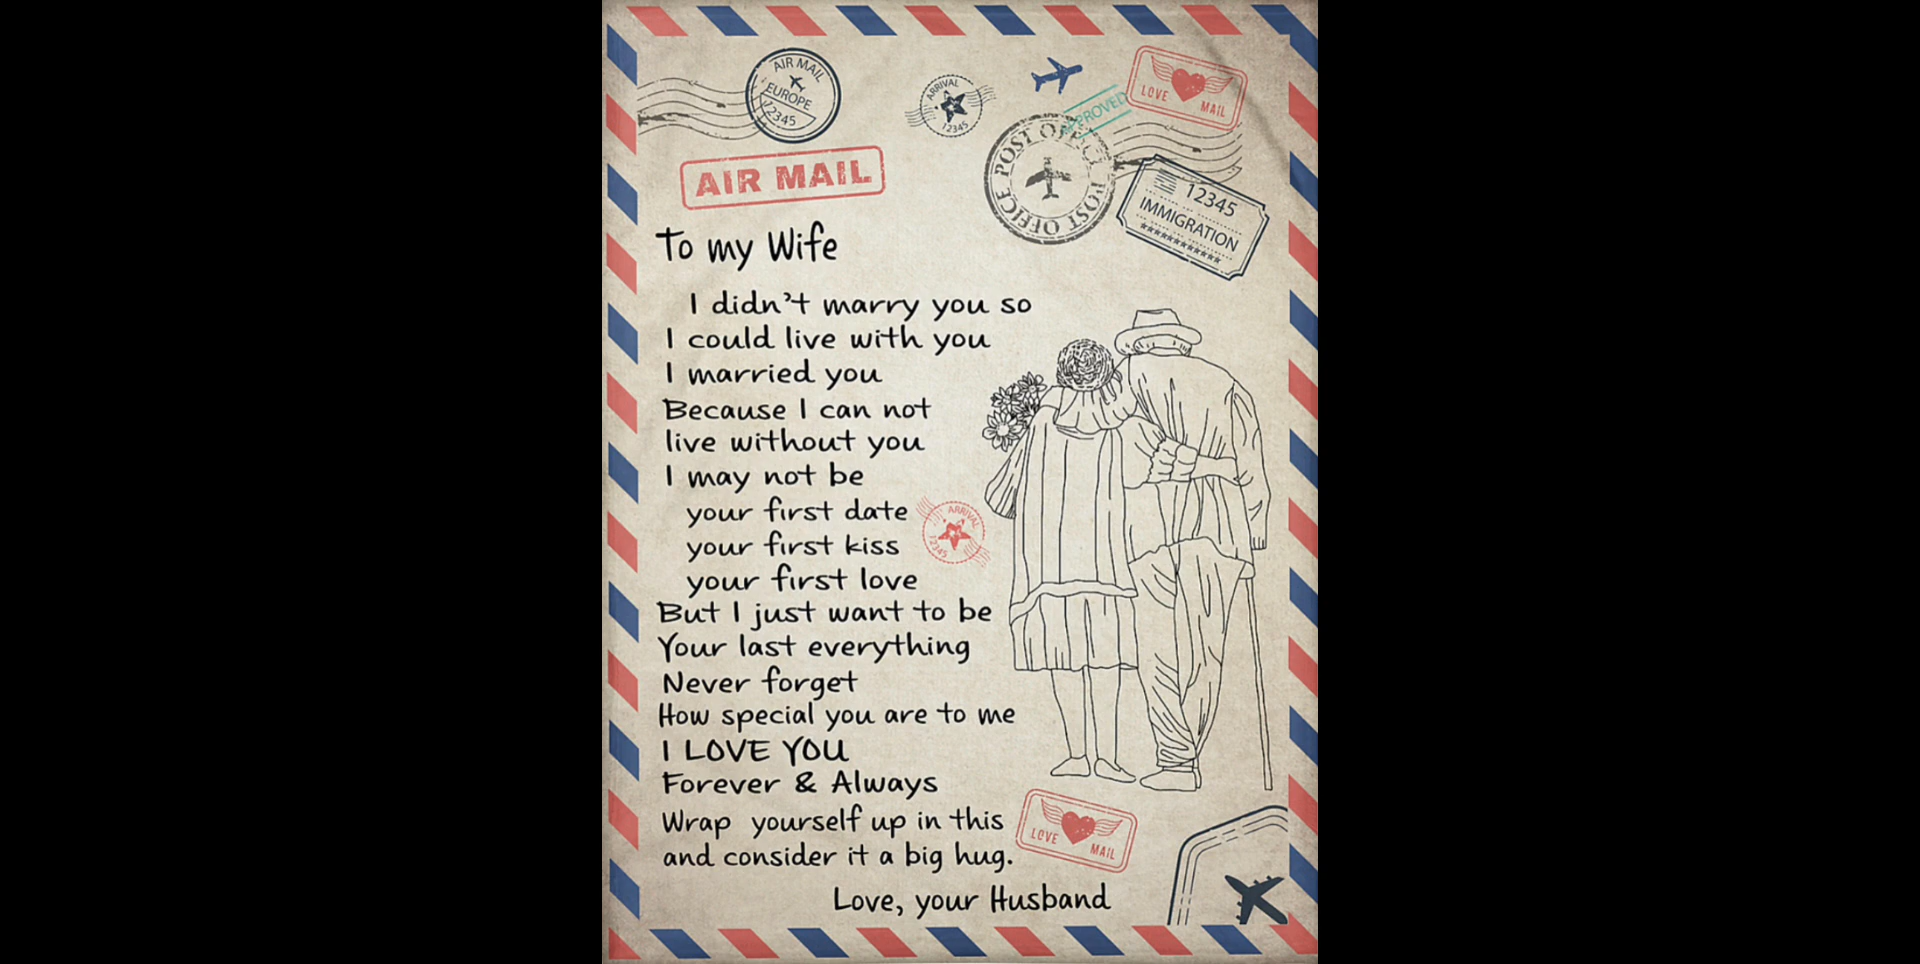 AIR MAIL
EUROPE
12345
ARRIVAL
12345
APPROVED
LOVE MAIL
POST OFFICE POST OFFICE
12345
IMMIGRATION
AIR MAIL
To my Wife
I didn't marry you so
I could live with you
I married you
Because I can not
live without you
I may not be
your first date
your first kiss
your first love
ARRIVAL
12345
But I just want to be
Your last everything
Never forget
How special you are to me
I LOVE YOU
Forever & Always
Wrap yourself up in this
and consider it a big hug.
LOVE MAIL
Love, your Husband